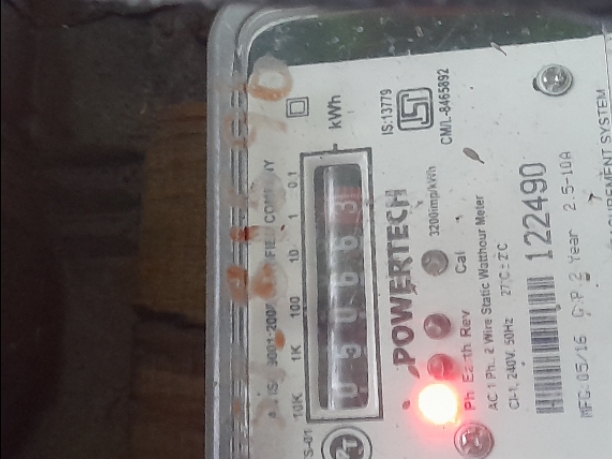 IS:13779
CM/L-8465892
kWh
10K 1K 100 10 1 0.1
050663
POWERTECH
3200imp/kWh
Ph Earth Rev Cal
AC 1 Ph. 2 Wire Static Watthour Meter
Cl-1, 240V, 50Hz 27°C ± 2°C
122490
MFG:05/16 G.P. 2 Year 2.5-10A